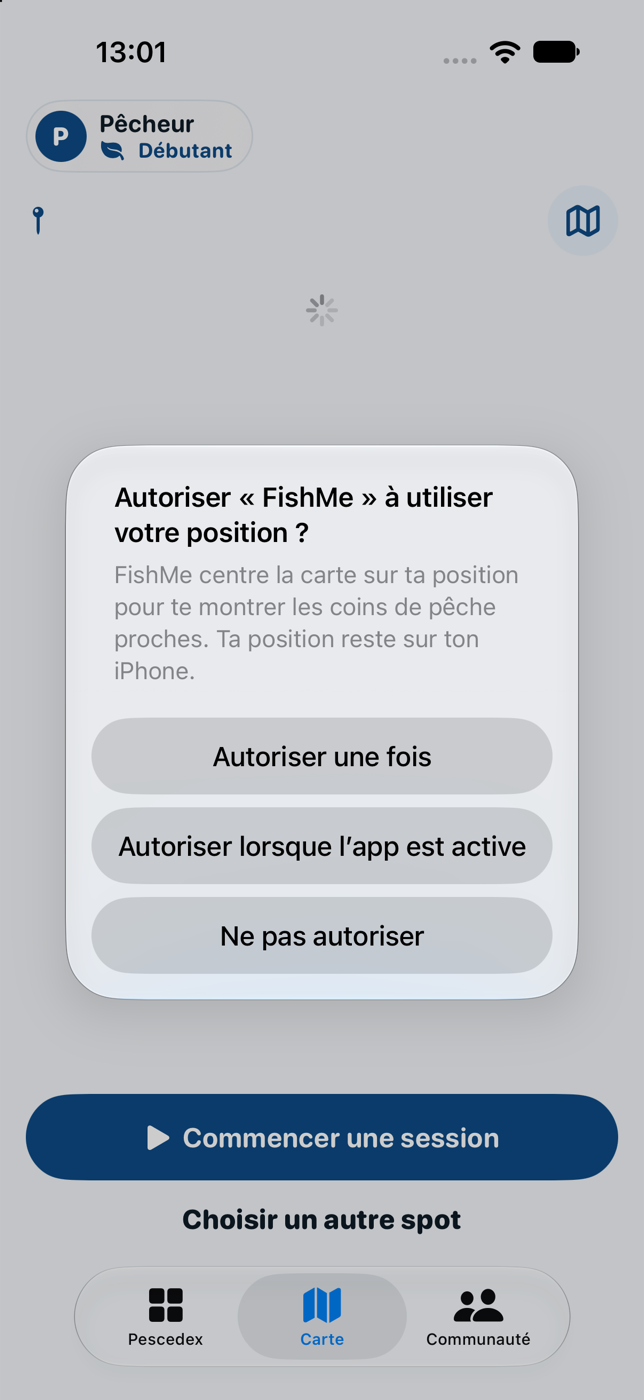 13:01
P
Pêcheur
Débutant
Autoriser « FishMe » à utiliser
votre position ?
FishMe centre la carte sur ta position
pour te montrer les coins de pêche
proches. Ta position reste sur ton
iPhone.
Autoriser une fois
Autoriser lorsque l’app est active
Ne pas autoriser
Commencer une session
Choisir un autre spot
Pescedex
Carte
Communauté